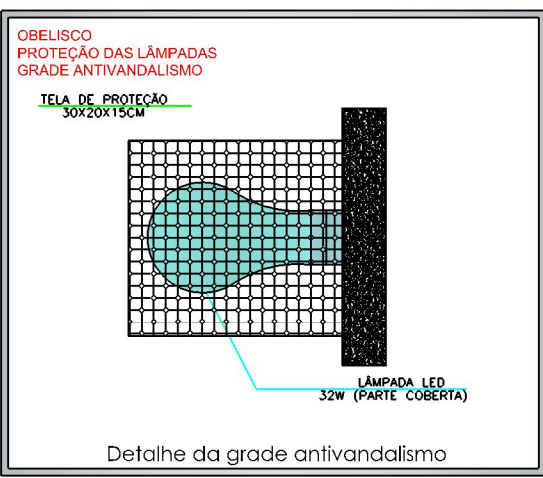 OBELISCO
PROTEÇÃO DAS LÂMPADAS
GRADE ANTIVANDALISMO
TELA DE PROTEÇÃO
30X20X15CM
LÂMPADA LED
32W (PARTE COBERTA)
Detalhe da grade antivandalismo